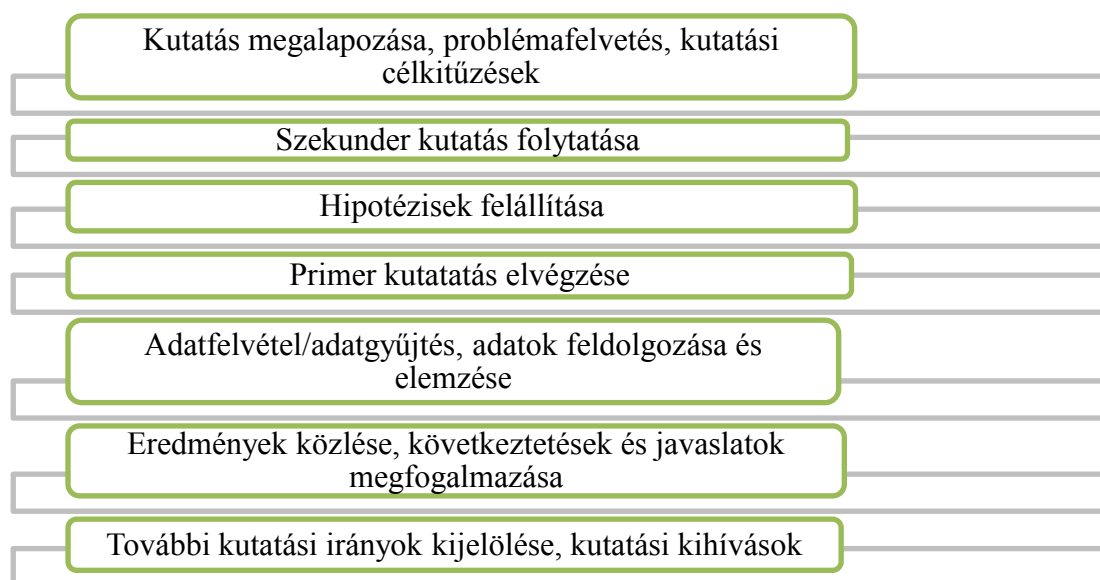 Kutatás megalapozása, problémafelvetés, kutatási
célkitűzések
Szekunder kutatás folytatása
Hipotézisek felállítása
Primer kutatatás elvégzése
Adatfelvétel/adatgyűjtés, adatok feldolgozása és
elemzése
Eredmények közlése, következtetések és javaslatok
megfogalmazása
További kutatási irányok kijelölése, kutatási kihívások